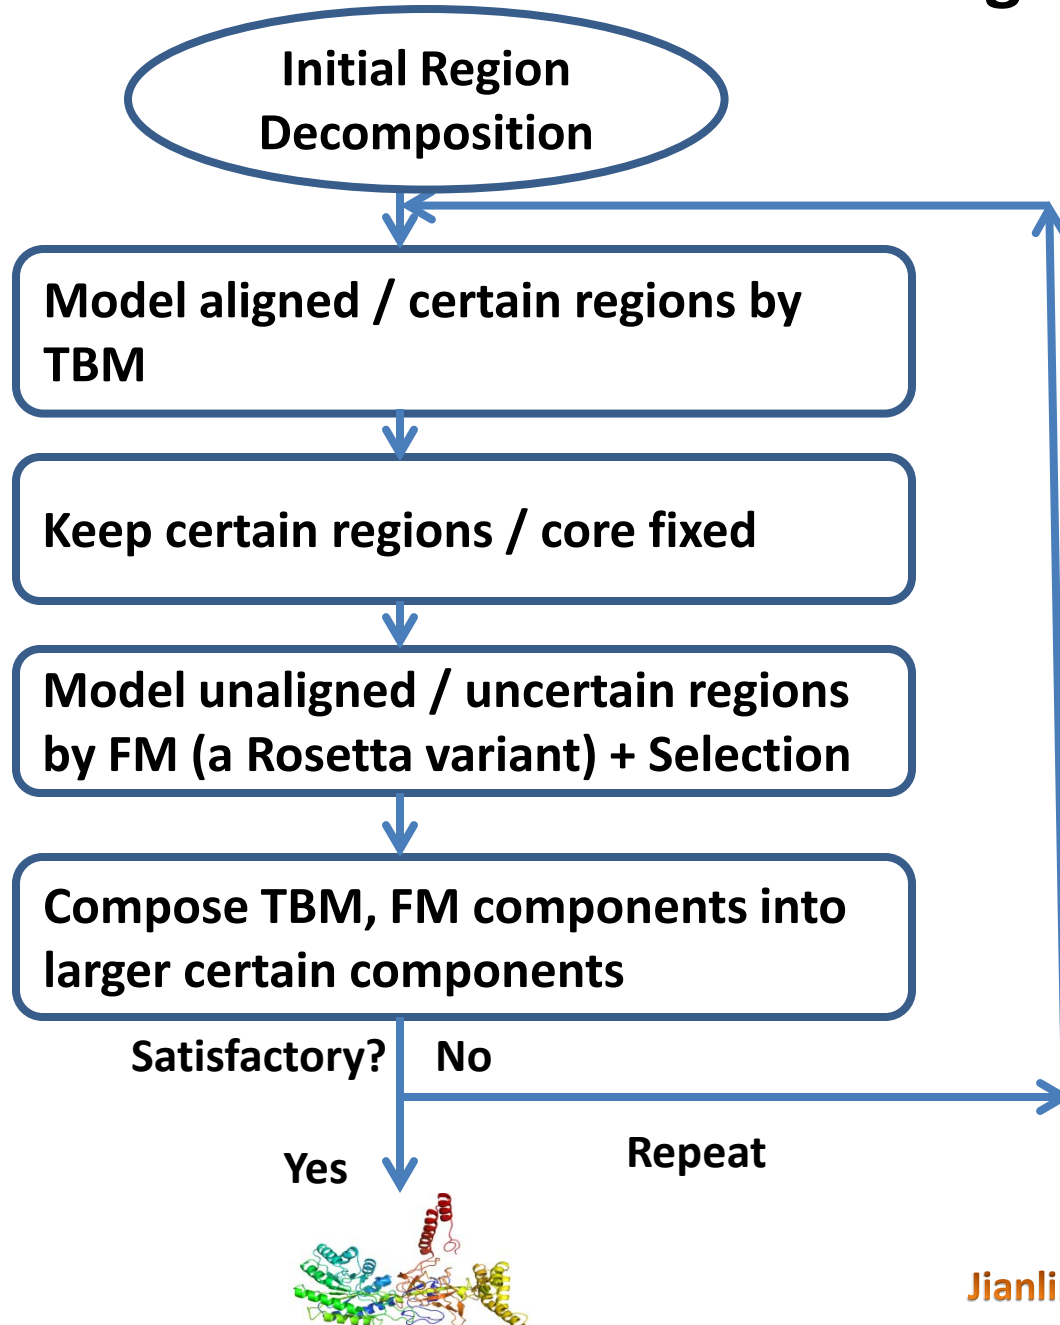 Initial Region
Decomposition
Model aligned / certain regions by
TBM
Keep certain regions / core fixed
Model unaligned / uncertain regions
by FM (a Rosetta variant) + Selection
Compose TBM, FM components into
larger certain components
Satisfactory? No
Repeat
Yes
Jianli